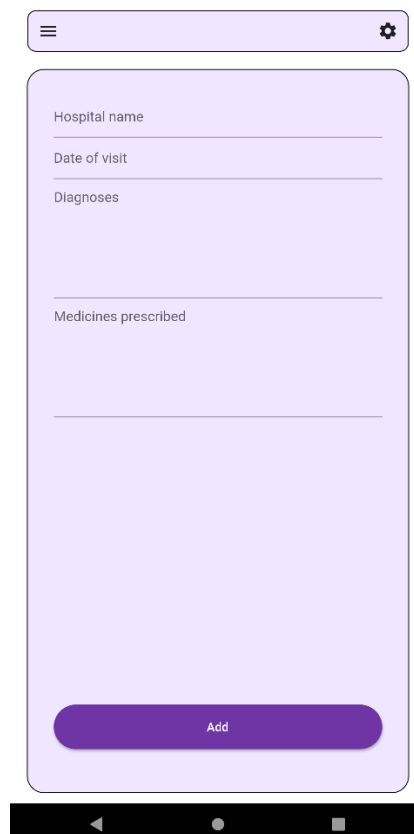 Hospital name
Date of visit
Diagnoses
Medicines prescribed
Add